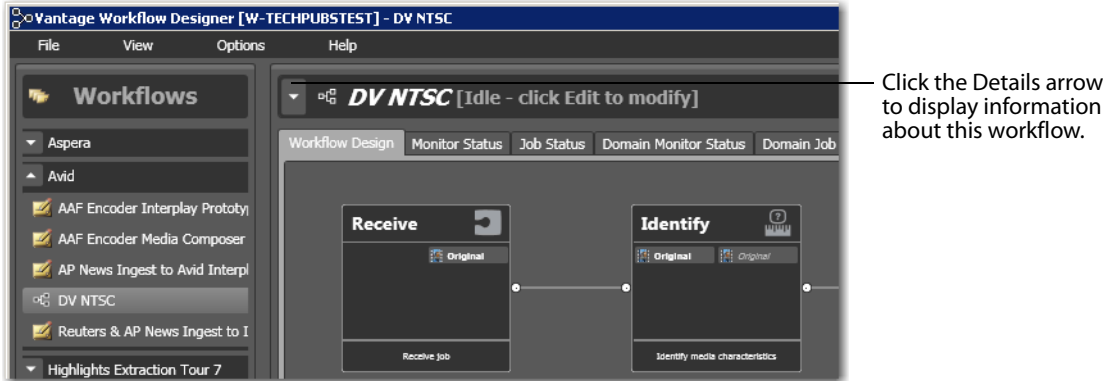 Vantage Workflow Designer [W-TECHPUBSTEST] - DV NTSC
File View Options Help
Workflows
Aspera
Avid
AAF Encoder Interplay
AAF Encoder Media Composer
AP News Ingest to Avid
DV NTSC
Reuters & AP News Ingest to
Highlights Extraction Tour 7
DV NTSC [Idle - click Edit to modify]
Workflow Design Monitor Status Job Status Domain Monitor Status Domain Job
Receive
Original
Receive job
Identify
Original Original
Identify media characteristics
Click the Details arrow
to display information
about this workflow.